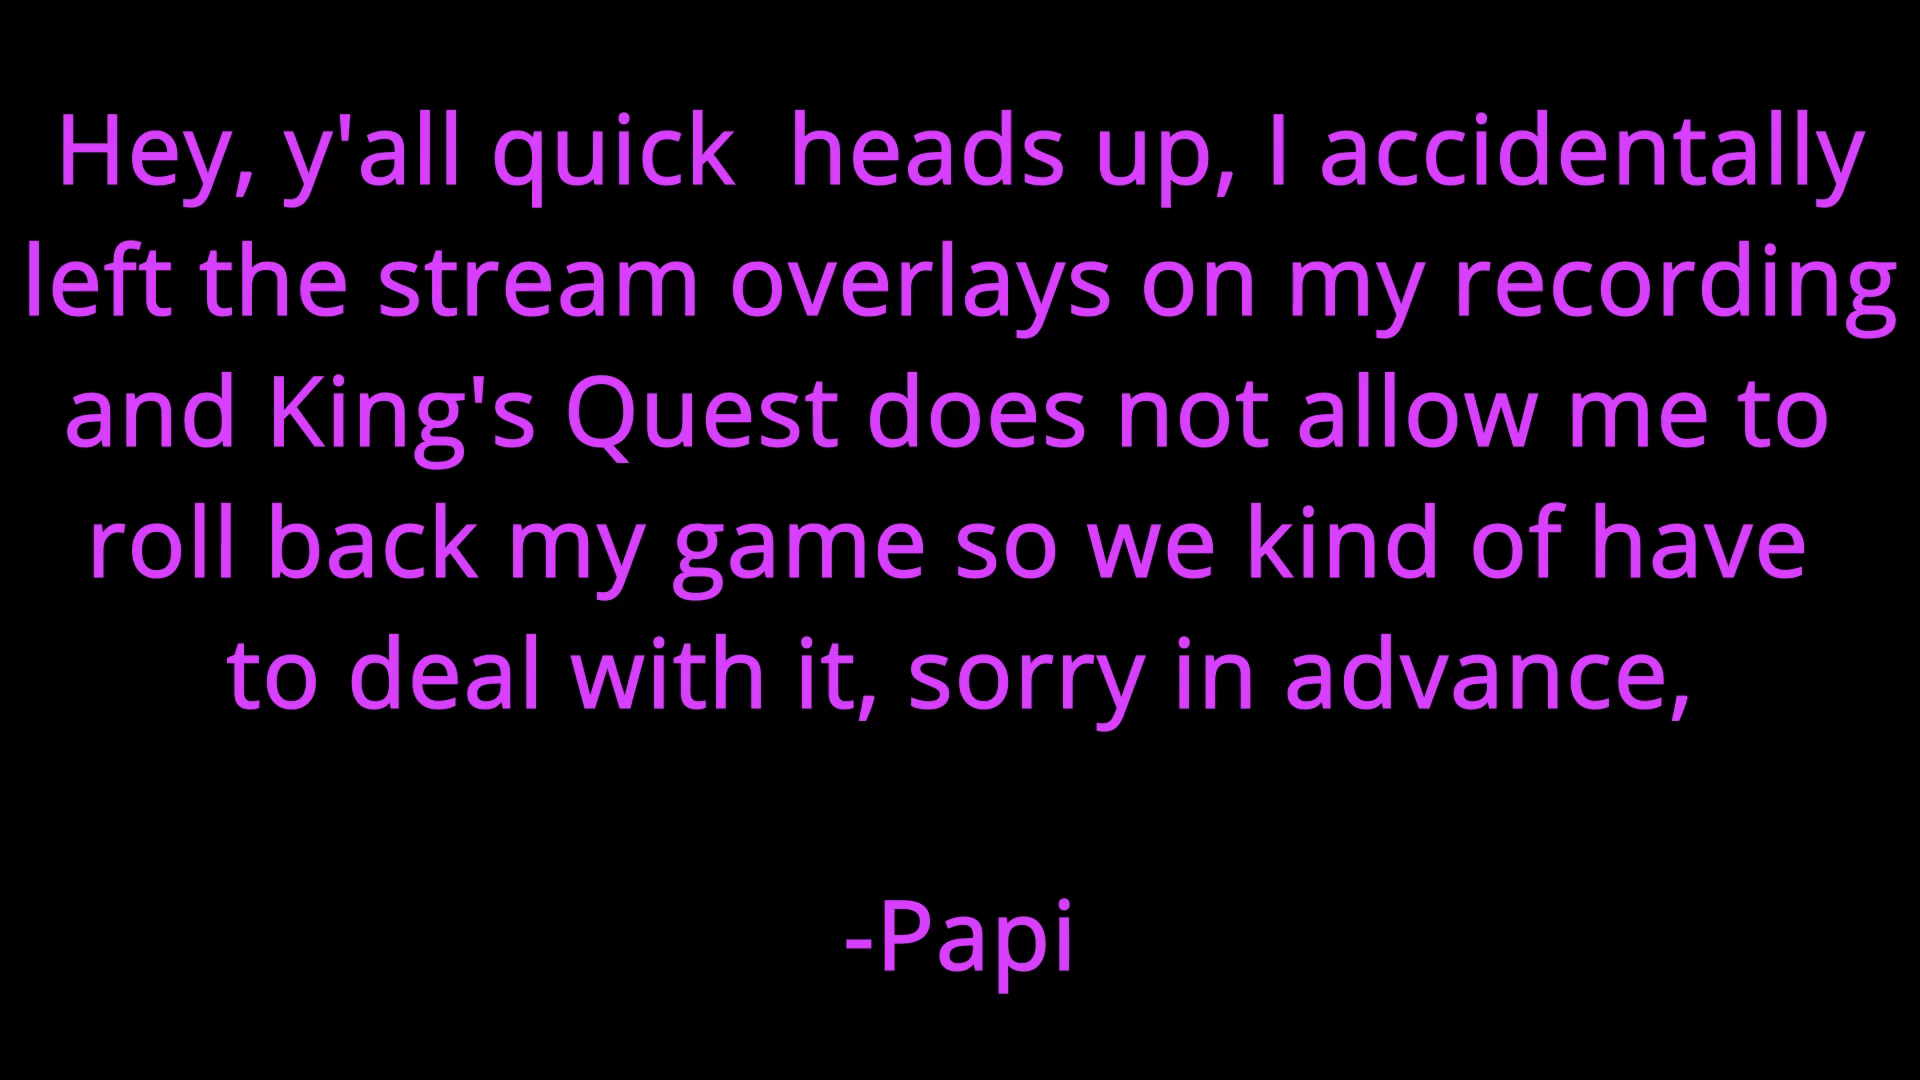 Hey, y'all quick  heads up, I accidentally
left the stream overlays on my recording
and King's Quest does not allow me to
roll back my game so we kind of have
to deal with it, sorry in advance,
-Papi